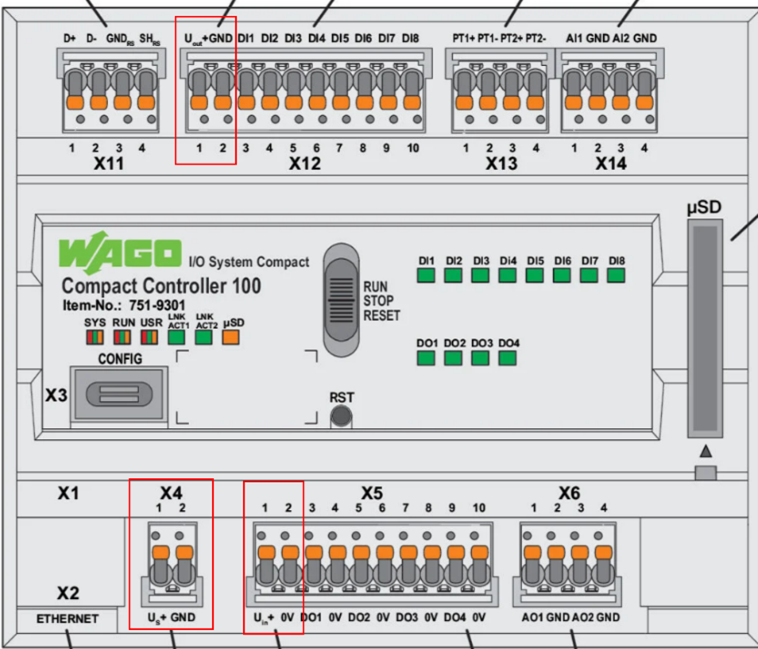 D+ D- GND RS SH RS U out + GND DI1 DI2 DI3 DI4 DI5 DI6 DI7 DI8 PT1+ PT1- PT2+ PT2- AI1 GND AI2 GND
1 2 3 4 1 2 3 4 5 6 7 8 9 10 1 2 3 4 1 2 3 4
X11 X12 X13 X14
µSD
WAGO I/O System Compact
Compact Controller 100
Item-No.: 751-9301
SYS RUN USR LNK ACT1 LNK ACT2 µSD
RUN
STOP
RESET
DI1 DI2 DI3 Di4 DI5 DI6 DI7 DI8
DO1 DO2 DO3 DO4
CONFIG
X3
RST
X1 X4 X5 X6
1 2 1 2 3 4 5 6 7 8 9 10 1 2 3 4
X2
ETHERNET Us+ GND Uin+ 0V DO1 0V DO2 0V DO3 0V DO4 0V AO1 GND AO2 GND